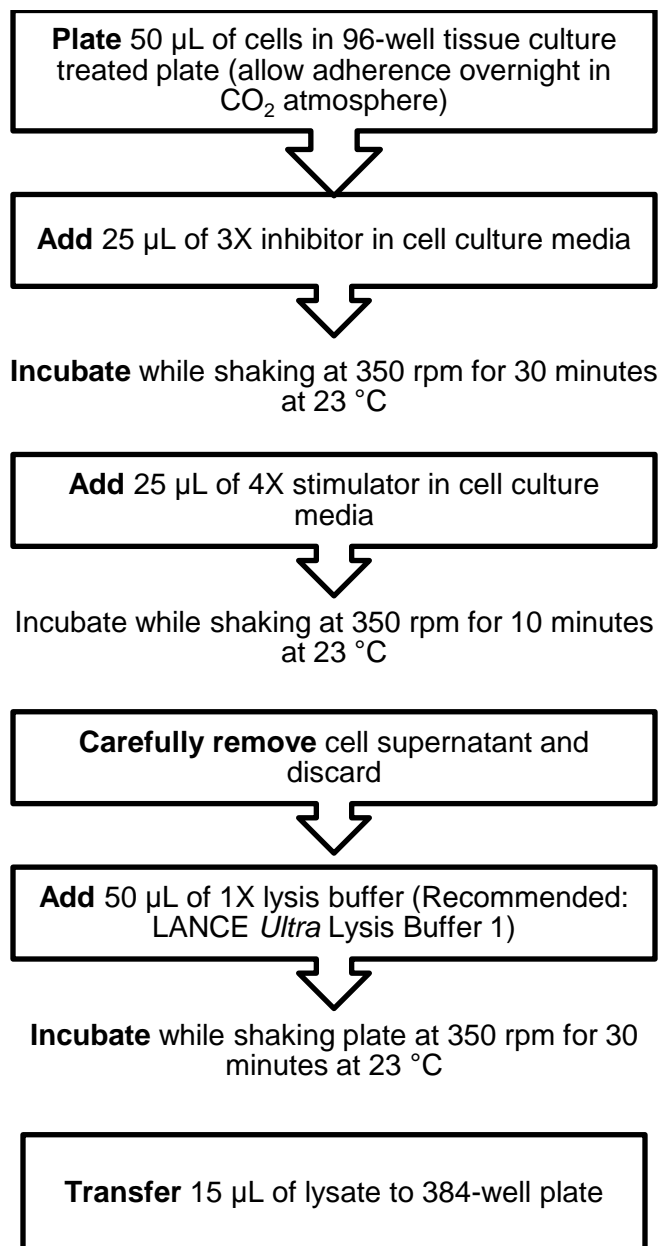 Plate 50 µL of cells in 96-well tissue culture
treated plate (allow adherence overnight in
CO₂ atmosphere)
Add 25 µL of 3X inhibitor in cell culture media
Incubate while shaking at 350 rpm for 30 minutes
at 23 °C
Add 25 µL of 4X stimulator in cell culture
media
Incubate while shaking at 350 rpm for 10 minutes
at 23 °C
Carefully remove cell supernatant and
discard
Add 50 µL of 1X lysis buffer (Recommended:
LANCE Ultra Lysis Buffer 1)
Incubate while shaking plate at 350 rpm for 30
minutes at 23 °C
Transfer 15 µL of lysate to 384-well plate